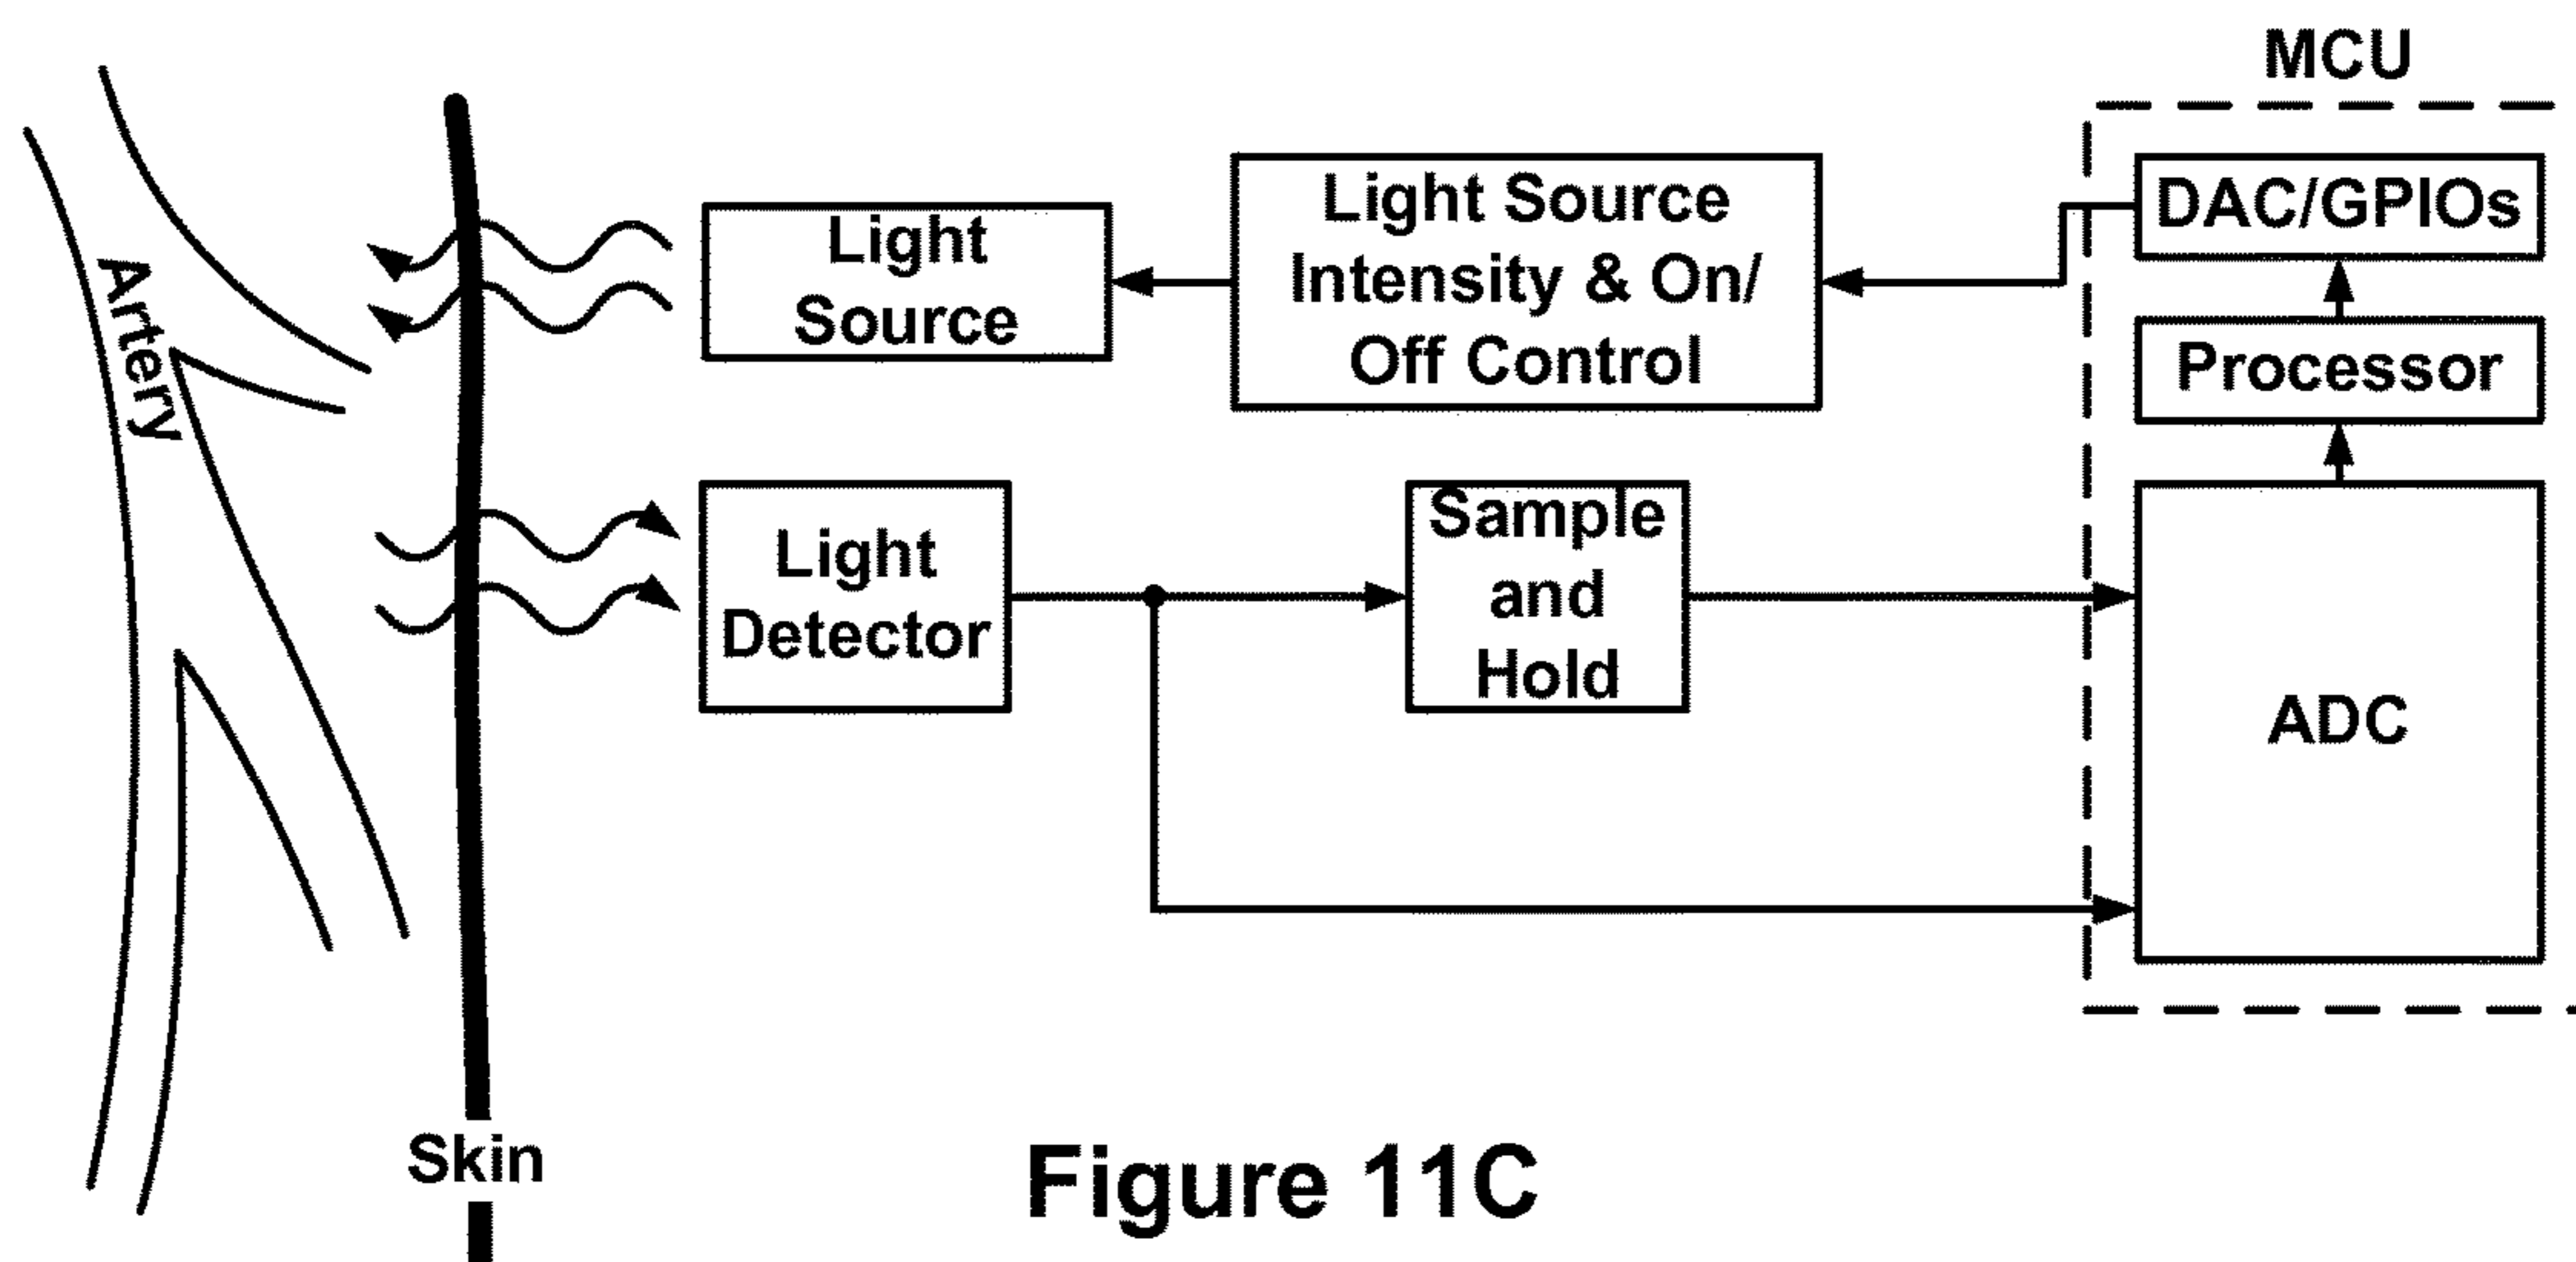 MCU
Light Source
Intensity & On/
Off Control
DAC/GPIOs
Light
Source
Artery
Processor
Light
Detector
Sample
and
Hold
ADC
Skin
Figure 11C